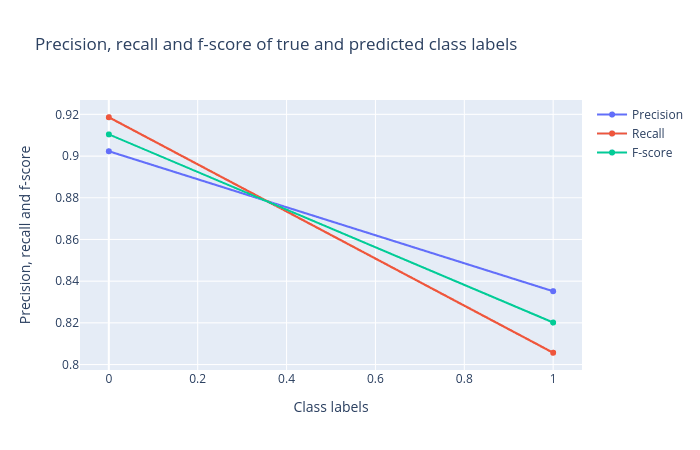 Precision, recall and f-score of true and predicted class labels
Precision, recall and f-score
0.92
0.9
0.88
0.86
0.84
0.82
0.8
0
0.2
0.4
0.6
0.8
1
Class labels
Precision
Recall
F-score